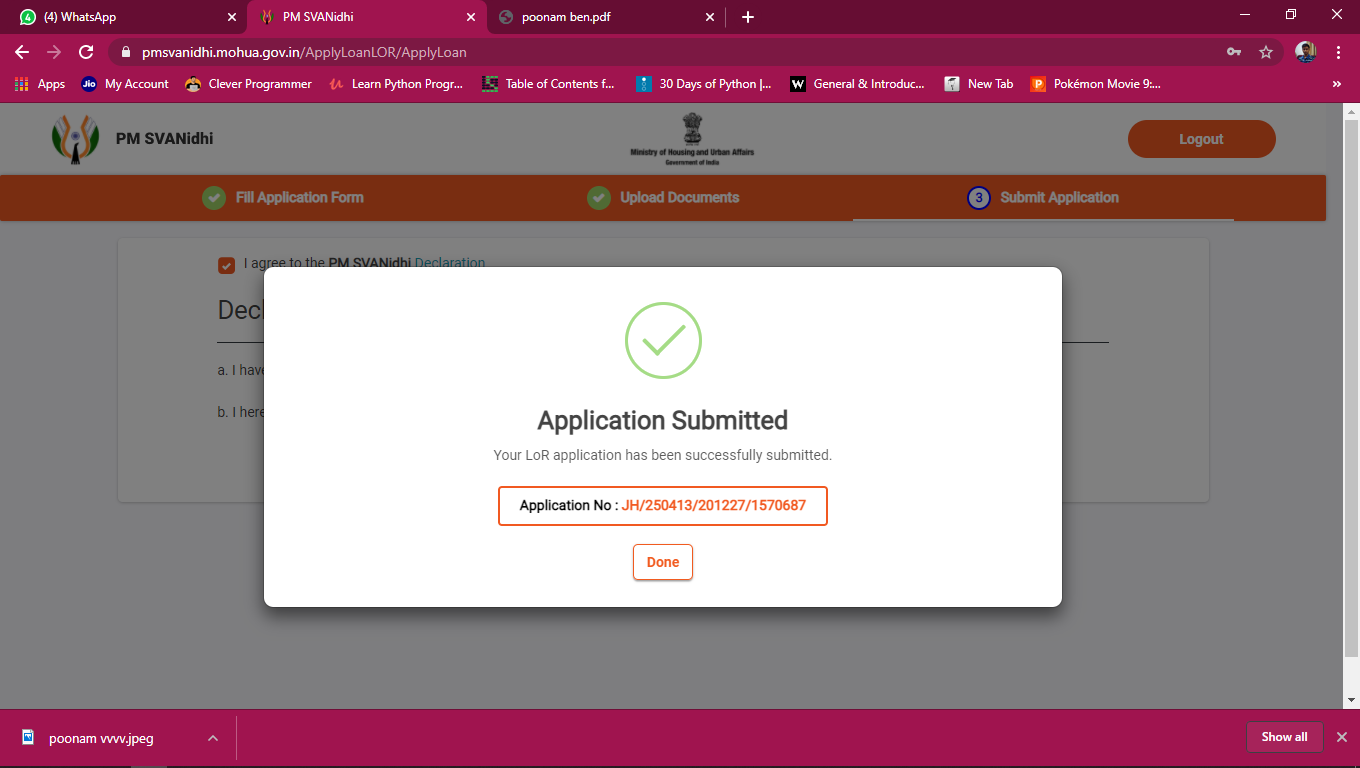 (4) WhatsApp
PM SVANidhi
poonam ben.pdf
pmsvanidhi.mohua.gov.in/ApplyLoanLOR/ApplyLoan
Apps
Jio My Account
Clever Programmer
Learn Python Progr...
Table of Contents f...
30 Days of Python |...
W General & Introduc...
New Tab
P Pokémon Movie 9:...
»
PM SVANidhi
Ministry of Housing and Urban Affairs
Government of India
Logout
Fill Application Form
Upload Documents
3 Submit Application
I agree to the PM SVANidhi Declaration
Decl
a. I have
b. I here
Application Submitted
Your LoR application has been successfully submitted.
Application No : JH/250413/201227/1570687
Done
poonam vvvv.jpeg
Show all